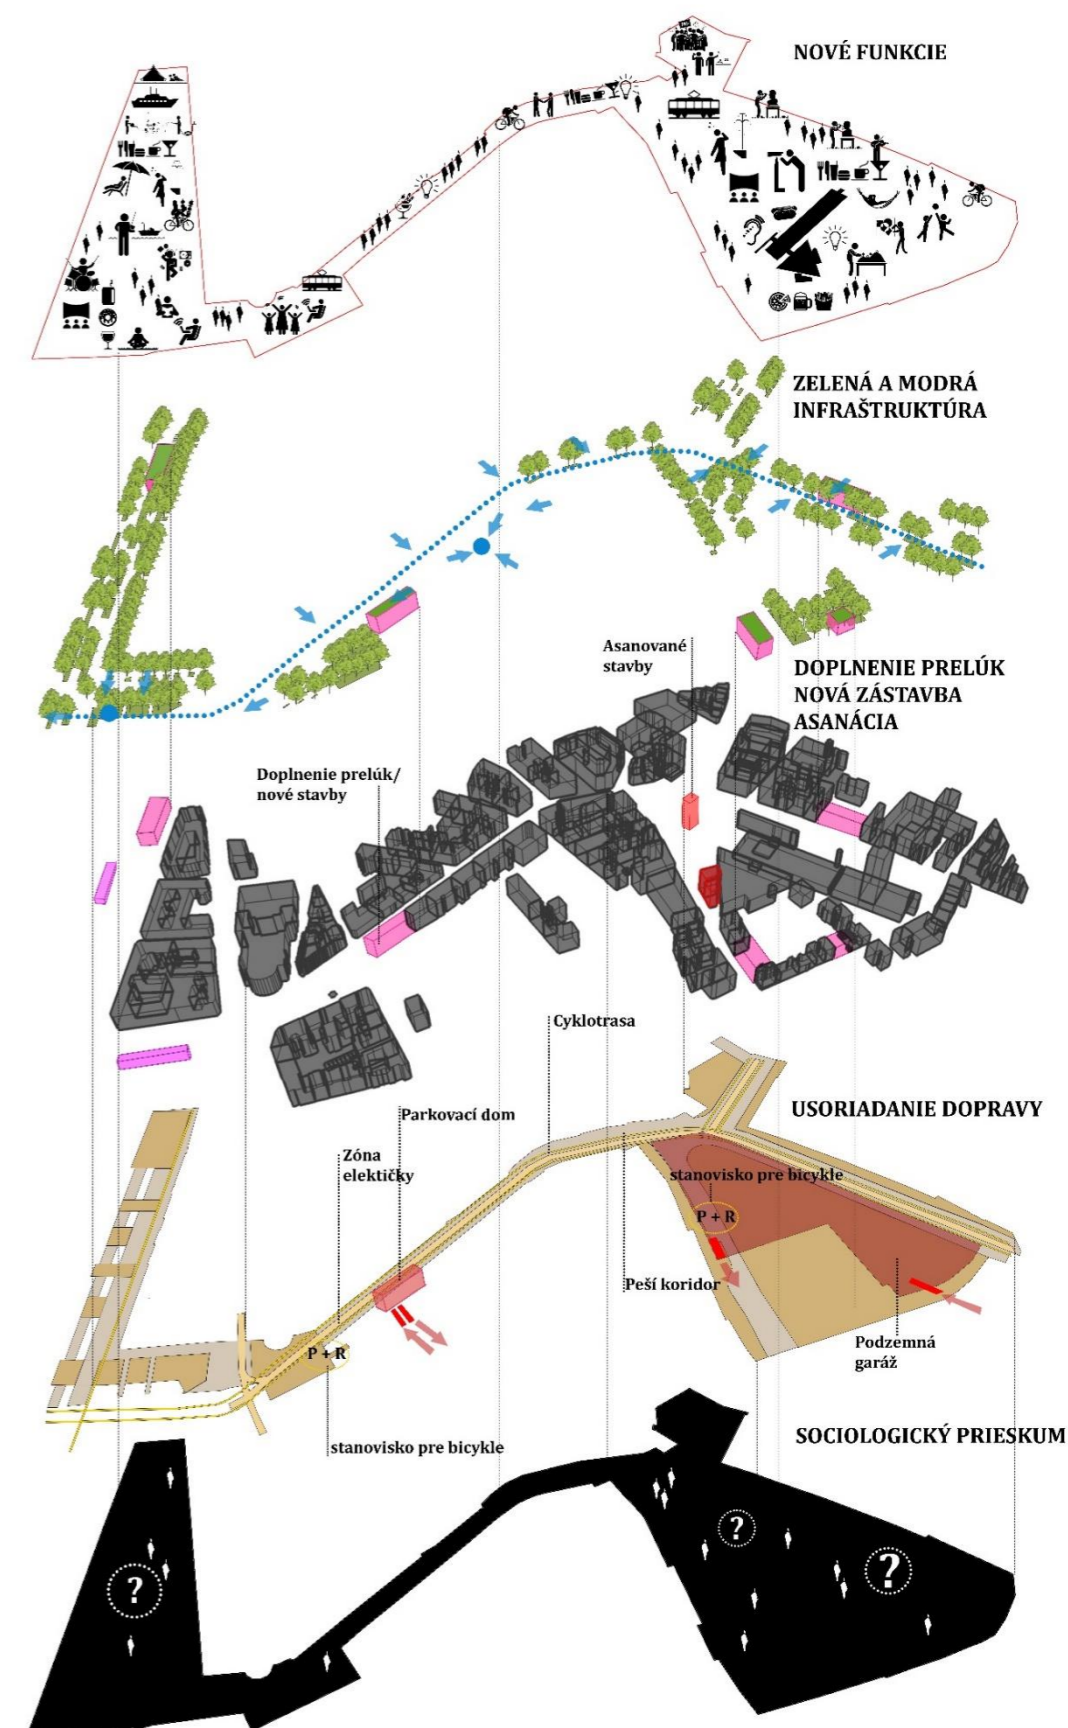 NOVÉ FUNKCIE
ZELENÁ A MODRÁ
INFRAŠTRUKTÚRA
Asanované
stavby
DOPLNENIE PRELÚK
NOVÁ ZÁSTAVBA
ASANÁCIA
Doplnenie prelúk/
nové stavby
Cyklotrasa
USORIADANIE DOPRAVY
Parkovací dom
Zóna
elektičky
stanovisko pre bicykle
P + R
Peší koridor
Podzemná
garáž
P + R
stanovisko pre bicykle
SOCIOLOGICKÝ PRIESKUM
?
?
?